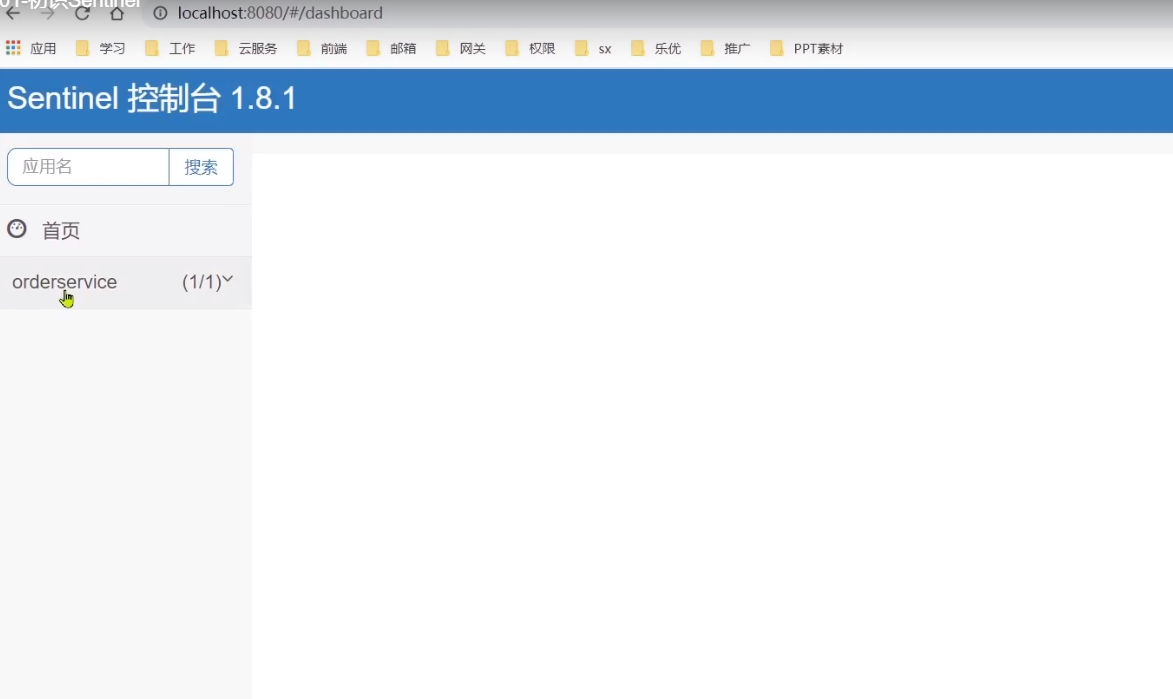 01-初识Sentinel
localhost:8080/#/dashboard
应用 学习 工作 云服务 前端 邮箱 网关 权限 sx 乐优 推广 PPT素材
Sentinel 控制台 1.8.1
应用名 搜索
首页
orderservice (1/1)